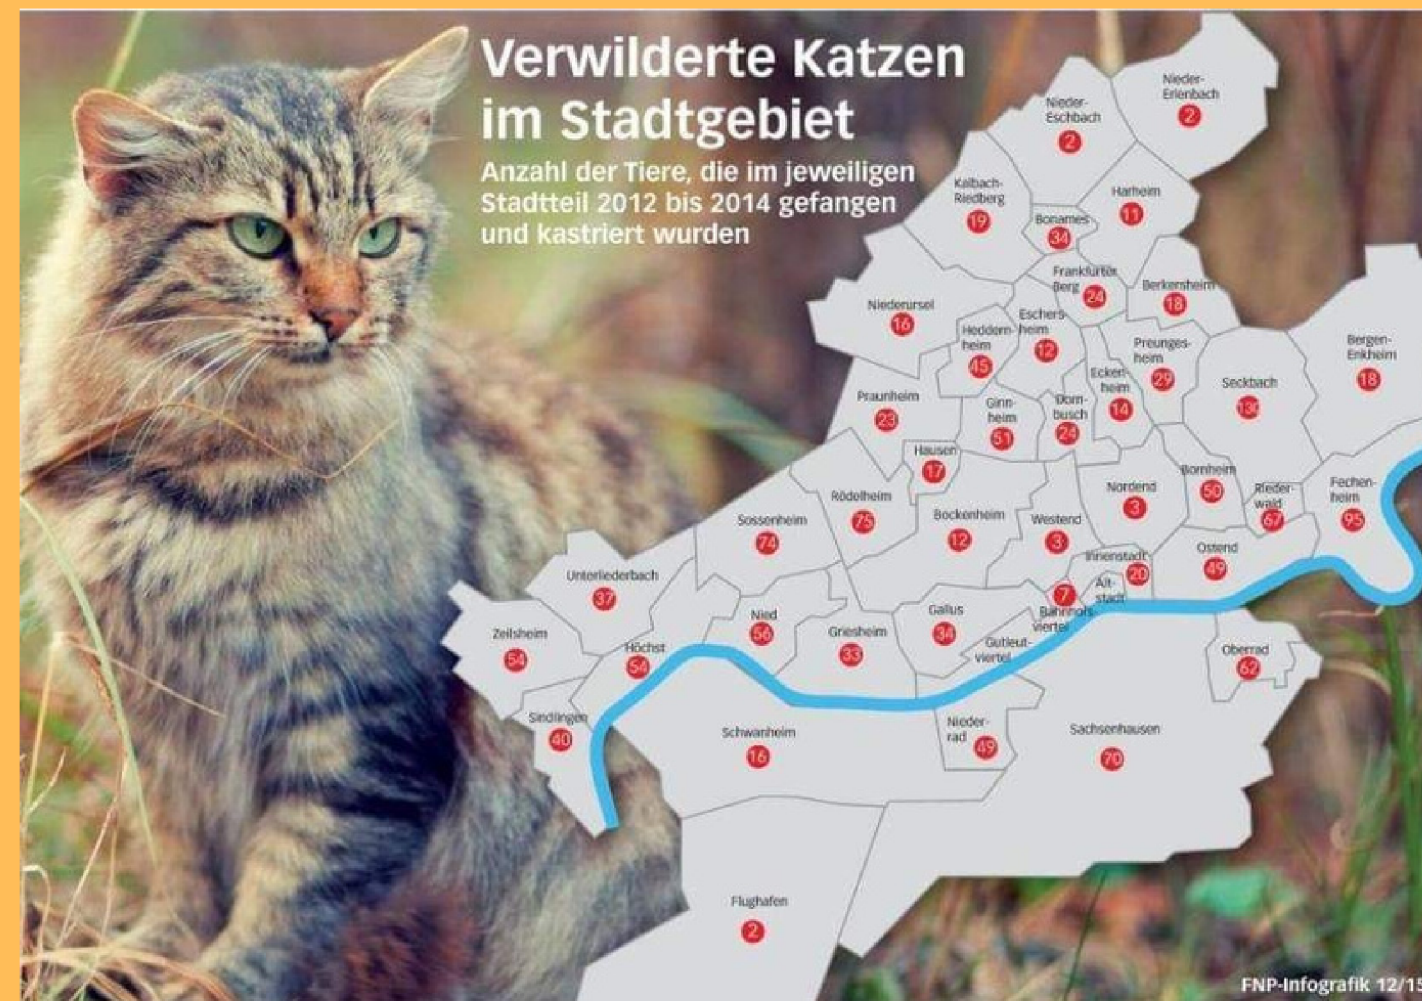 Verwilderte Katzen
im Stadtgebiet
Anzahl der Tiere, die im jeweiligen
Stadtteil 2012 bis 2014 gefangen
und kastriert wurden
Nieder-
Erlenbach
2
Nieder-
Eschbach
2
Kalbach-
Riedberg
19
Harheim
11
Bonames
34
Frankfurter
Berg
24
Berkersheim
18
Niederursel
16
Heddern-
heim
45
Eschers-
heim
12
Preunges-
heim
29
Ecken-
heim
14
Seckbach
130
Bergen-
Enkheim
18
Praunheim
23
Ginn-
heim
51
Dorn-
busch
24
Hausen
17
Rödelheim
75
Sossenheim
74
Bockenheim
12
Westend
3
Nordend
3
Bornheim
50
Rieder-
wald
67
Fechen-
heim
95
Innenstadt
20
Ostend
49
Alt-
stadt
7
Bahnhofs-
viertel
Unterliederbach
37
Zeilsheim
54
Höchst
54
Nied
56
Griesheim
33
Gallus
34
Gutleut-
viertel
Oberrad
62
Sindlingen
40
Schwanheim
16
Nieder-
rad
49
Sachsenhausen
70
Flughafen
2
FNP-Infografik 12/15